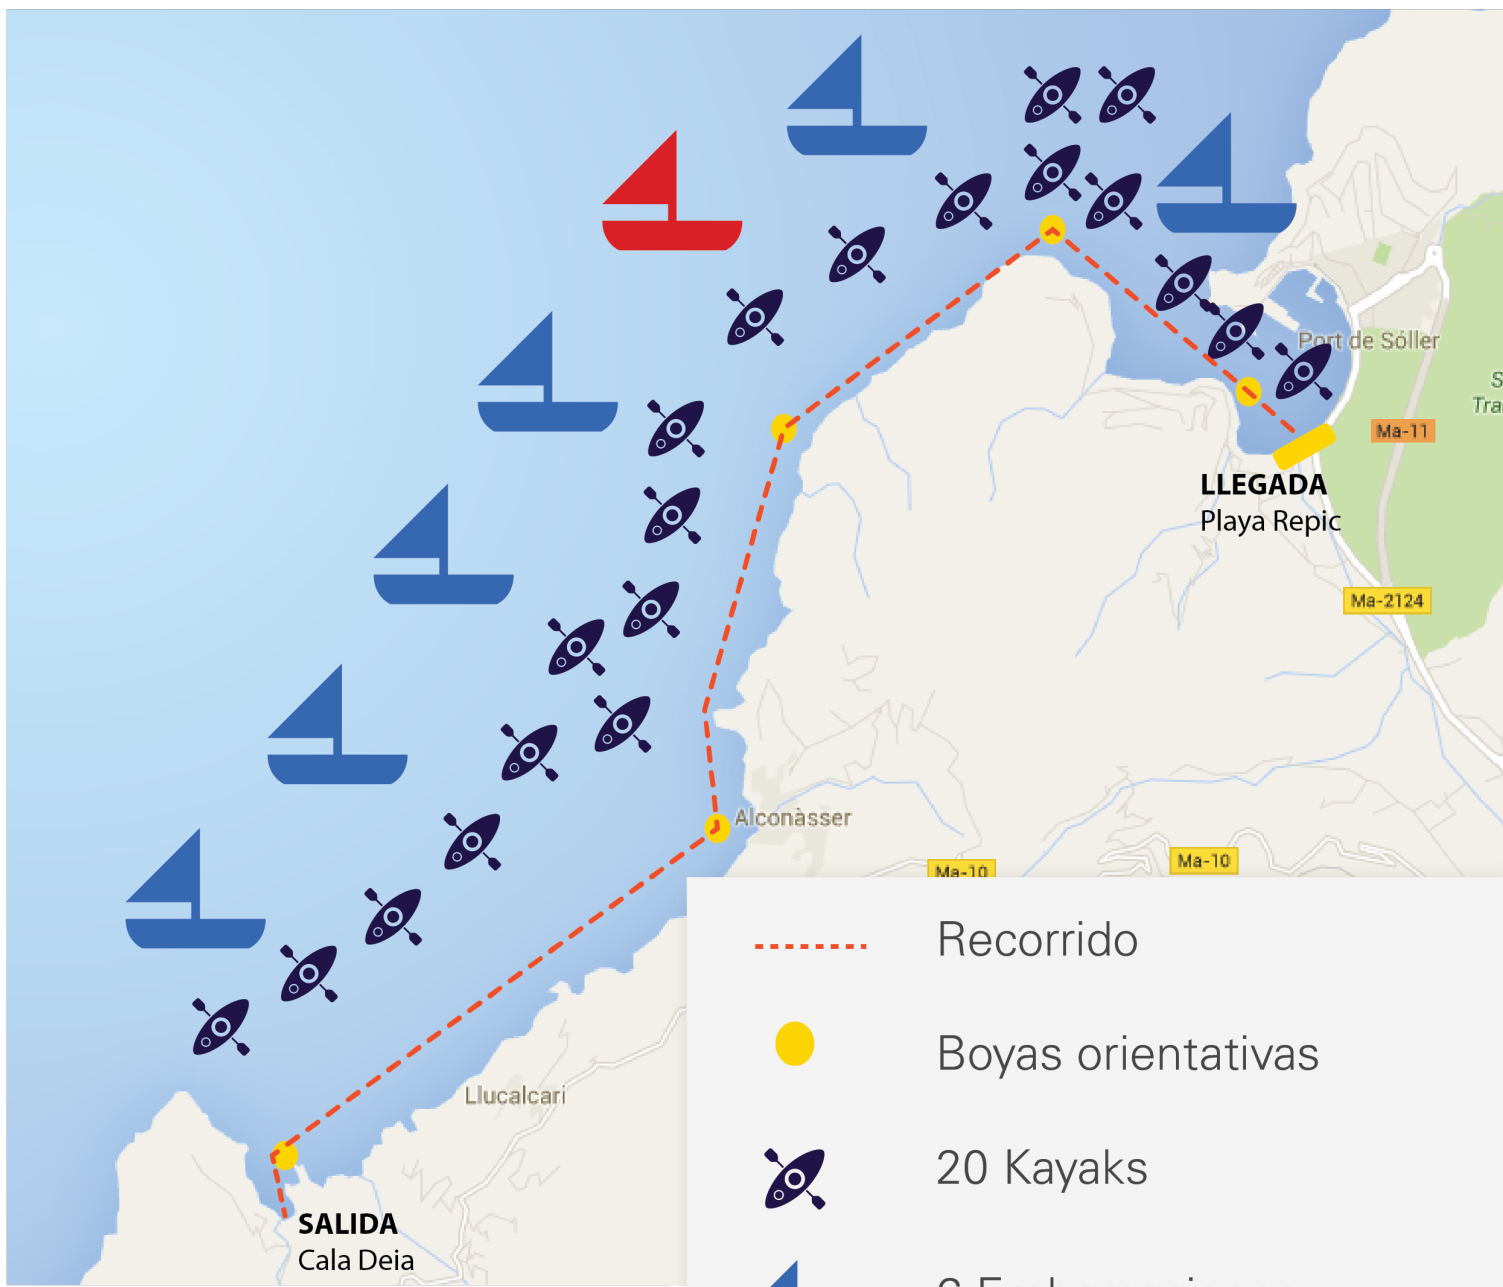 Port de Sóller
S
Tra
Ma-11
LLEGADA
Playa Repic
Ma-2124
Alconàsser
Ma-10
Ma-10
Recorrido
Boyas orientativas
Llucalcari
20 Kayaks
SALIDA
Cala Deia